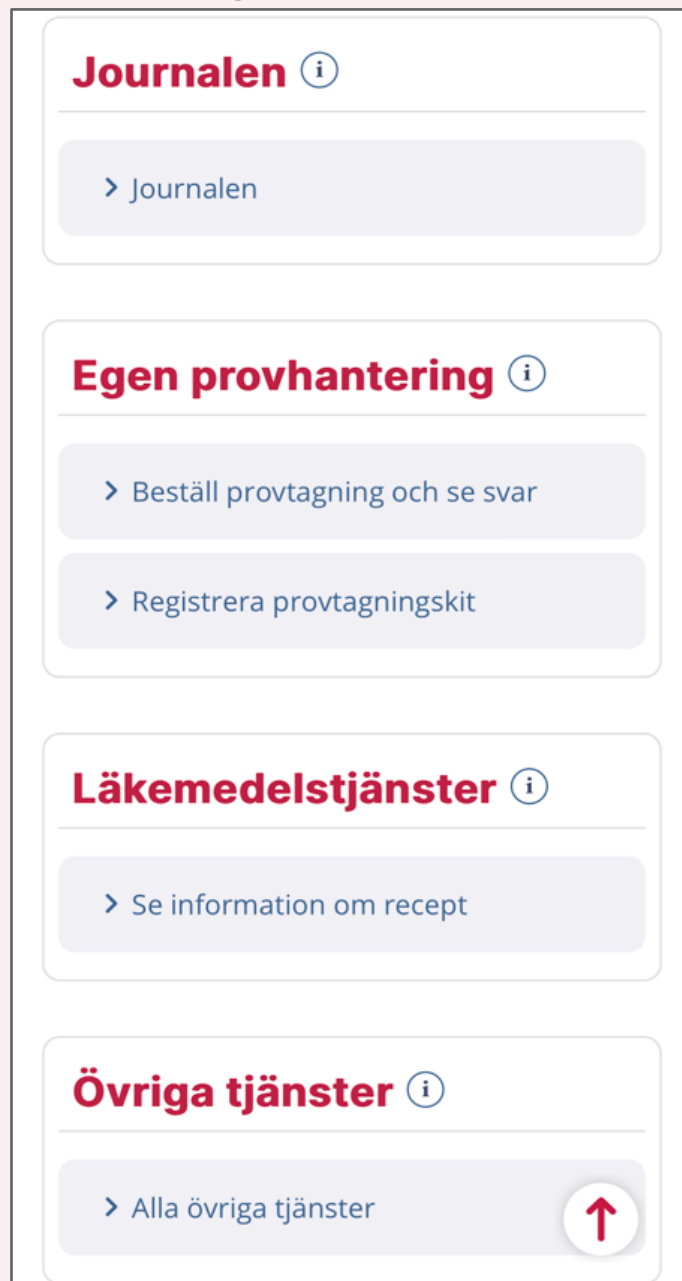 Journalen
Journalen
Egen provhantering
Beställ provtagning och se svar
Registrera provtagningskit
Läkemedelstjänster
Se information om recept
Övriga tjänster
Alla övriga tjänster